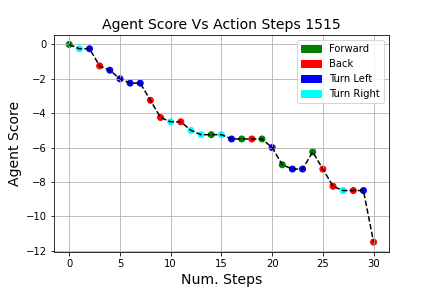 Agent Score Vs Action Steps 1515
Agent Score
0
−2
−4
−6
−8
−10
−12
Forward
Back
Turn Left
Turn Right
0 5 10 15 20 25 30
Num. Steps